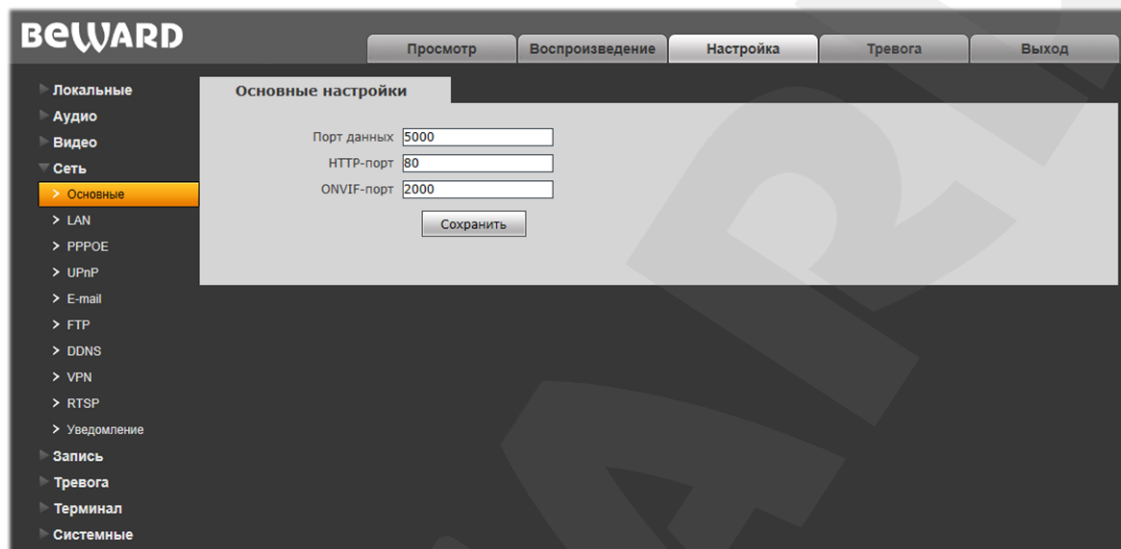 BEWARD
Просмотр Воспроизведение Настройка Тревога Выход
Локальные
Аудио
Видео
Сеть
Основные
LAN
PPPOE
UPnP
E-mail
FTP
DDNS
VPN
RTSP
Уведомление
Запись
Тревога
Терминал
Системные
Основные настройки
Порт данных 5000
HTTP-порт 80
ONVIF-порт 2000
Сохранить